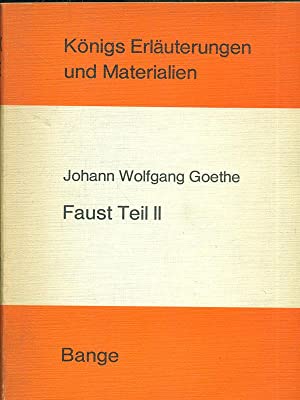 Königs Erläuterungen
und Materialien
Johann Wolfgang Goethe
Faust Teil II
Bange